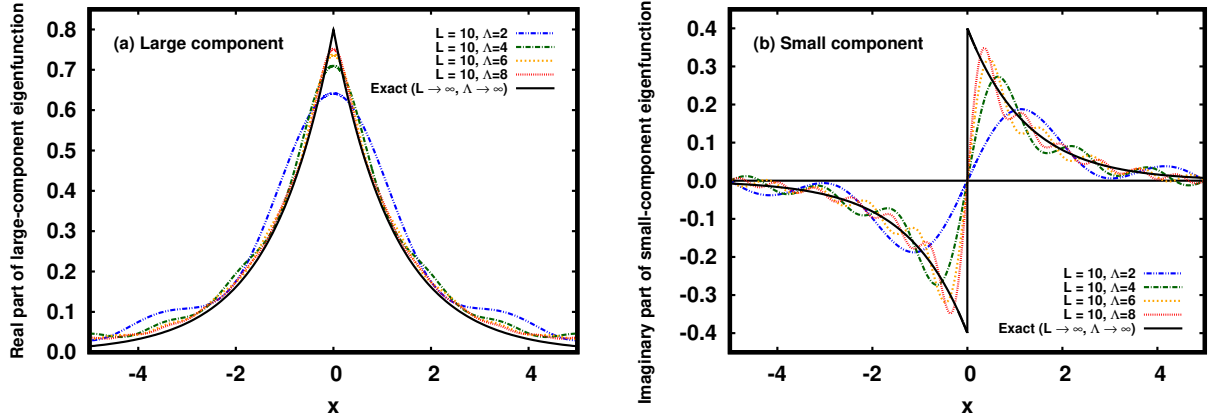 Real part of large-component eigenfunction
0.8
0.7
0.6
0.5
0.4
0.3
0.2
0.1
0.0
(a) Large component
L = 10, Λ=2
L = 10, Λ=4
L = 10, Λ=6
L = 10, Λ=8
Exact (L → ∞, Λ → ∞)
-4 -2 0 2 4
x
Imaginary part of small-component eigenfunction
0.4
0.3
0.2
0.1
0.0
-0.1
-0.2
-0.3
-0.4
(b) Small component
L = 10, Λ=2
L = 10, Λ=4
L = 10, Λ=6
L = 10, Λ=8
Exact (L → ∞, Λ → ∞)
-4 -2 0 2 4
x